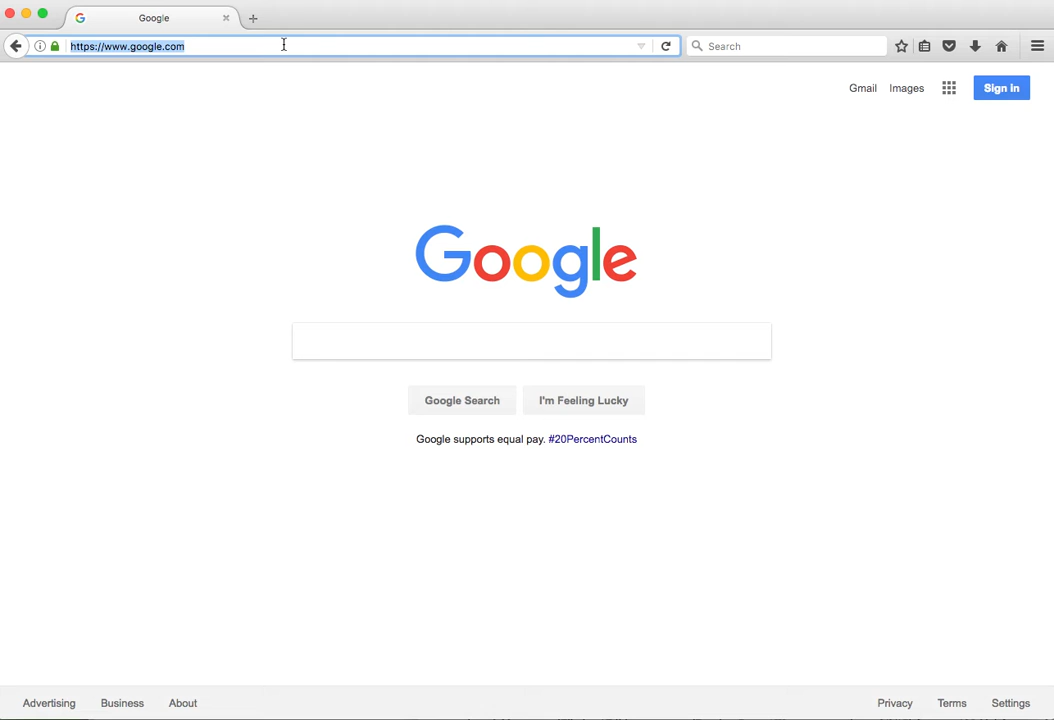 Google
https://www.google.com
Search
Gmail Images Sign in
Google
Google Search I'm Feeling Lucky
Google supports equal pay. #20PercentCounts
Advertising Business About Privacy Terms Settings